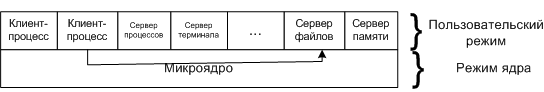 Клиент-процесс
Клиент-процесс
Сервер процессов
Сервер терминала
...
Сервер файлов
Сервер памяти
Пользовательский режим
Микроядро
Режим ядра